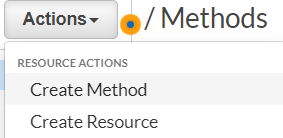 Actions
/ Methods
RESOURCE ACTIONS
Create Method
Create Resource